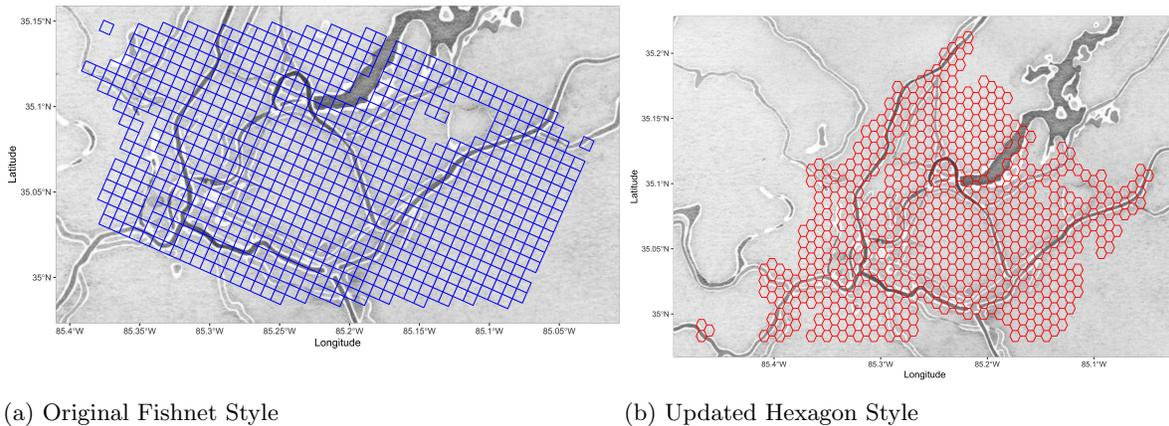 35.15°N
35.1°N
35.05°N
35°N
Latitude
85.4°W 85.35°W 85.3°W 85.25°W 85.2°W 85.15°W 85.1°W 85.05°W
Longitude
(a) Original Fishnet Style
35.2°N
35.15°N
35.1°N
35.05°N
35°N
Latitude
85.4°W 85.3°W 85.2°W 85.1°W
Longitude
(b) Updated Hexagon Style